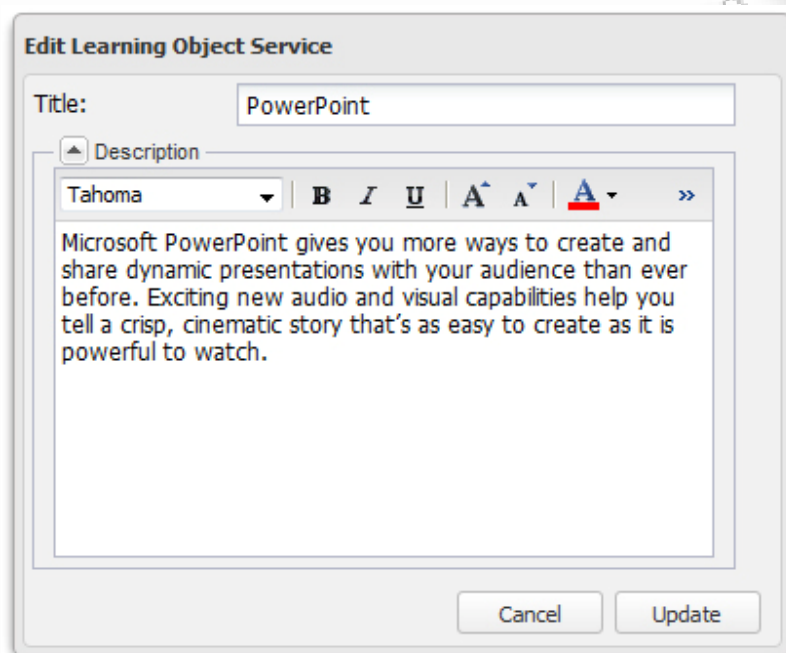 Edit Learning Object Service
Title:
PowerPoint
Description
Tahoma B I U A A A »
Microsoft PowerPoint gives you more ways to create and
share dynamic presentations with your audience than ever
before. Exciting new audio and visual capabilities help you
tell a crisp, cinematic story that’s as easy to create as it is
powerful to watch.
Cancel Update